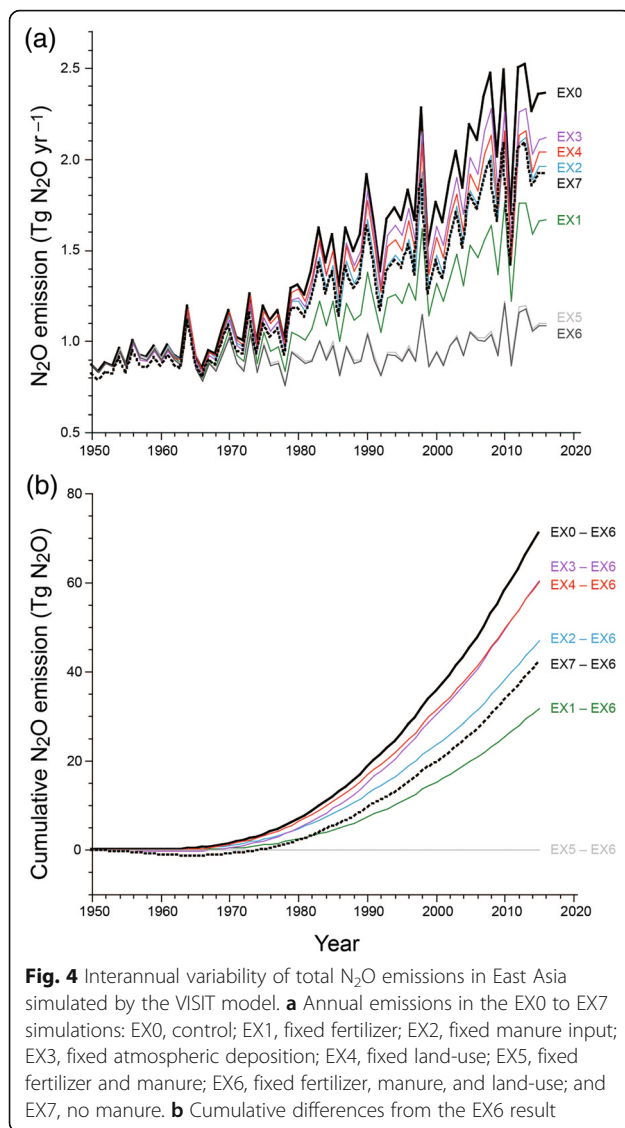 (a)
N₂O emission (Tg N₂O yr⁻¹)
2.5
2.0
1.5
1.0
0.5
EX0
EX3
EX4
EX2
EX7
EX1
EX5
EX6
1950 1960 1970 1980 1990 2000 2010 2020
(b)
Cumulative N₂O emission (Tg N₂O)
80
60
40
20
0
EX0 – EX6
EX3 – EX6
EX4 – EX6
EX2 – EX6
EX7 – EX6
EX1 – EX6
EX5 – EX6
1950 1960 1970 1980 1990 2000 2010 2020
Year
Fig. 4 Interannual variability of total N₂O emissions in East Asia
simulated by the VISIT model. a Annual emissions in the EX0 to EX7
simulations: EX0, control; EX1, fixed fertilizer; EX2, fixed manure input;
EX3, fixed atmospheric deposition; EX4, fixed land-use; EX5, fixed
fertilizer and manure; EX6, fixed fertilizer, manure, and land-use; and
EX7, no manure. b Cumulative differences from the EX6 result